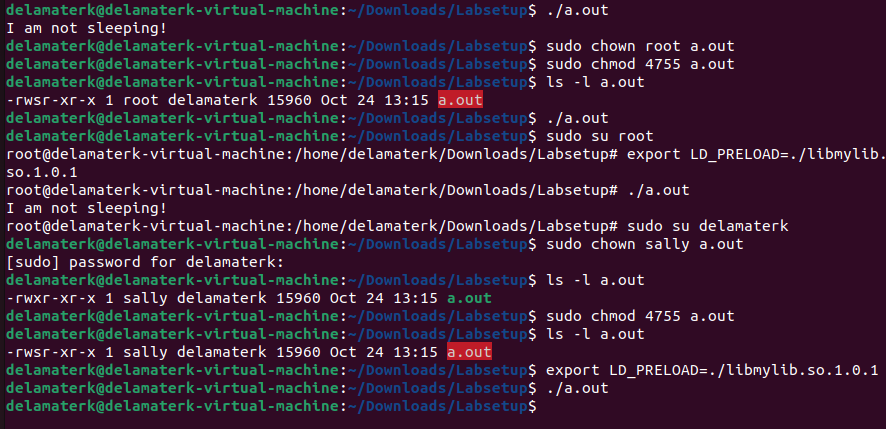 delamaterk@delamaterk-virtual-machine:~/Downloads/Labsetup$ ./a.out
I am not sleeping!
delamaterk@delamaterk-virtual-machine:~/Downloads/Labsetup$ sudo chown root a.out
delamaterk@delamaterk-virtual-machine:~/Downloads/Labsetup$ sudo chmod 4755 a.out
delamaterk@delamaterk-virtual-machine:~/Downloads/Labsetup$ ls -l a.out
-rwsr-xr-x 1 root delamaterk 15960 Oct 24 13:15 a.out
delamaterk@delamaterk-virtual-machine:~/Downloads/Labsetup$ ./a.out
delamaterk@delamaterk-virtual-machine:~/Downloads/Labsetup$ sudo su root
root@delamaterk-virtual-machine:/home/delamaterk/Downloads/Labsetup# export LD_PRELOAD=./libmylib.
so.1.0.1
root@delamaterk-virtual-machine:/home/delamaterk/Downloads/Labsetup# ./a.out
I am not sleeping!
root@delamaterk-virtual-machine:/home/delamaterk/Downloads/Labsetup# sudo su delamaterk
delamaterk@delamaterk-virtual-machine:~/Downloads/Labsetup$ sudo chown sally a.out
[sudo] password for delamaterk:
delamaterk@delamaterk-virtual-machine:~/Downloads/Labsetup$ ls -l a.out
-rwxr-xr-x 1 sally delamaterk 15960 Oct 24 13:15 a.out
delamaterk@delamaterk-virtual-machine:~/Downloads/Labsetup$ sudo chmod 4755 a.out
delamaterk@delamaterk-virtual-machine:~/Downloads/Labsetup$ ls -l a.out
-rwsr-xr-x 1 sally delamaterk 15960 Oct 24 13:15 a.out
delamaterk@delamaterk-virtual-machine:~/Downloads/Labsetup$ export LD_PRELOAD=./libmylib.so.1.0.1
delamaterk@delamaterk-virtual-machine:~/Downloads/Labsetup$ ./a.out
delamaterk@delamaterk-virtual-machine:~/Downloads/Labsetup$